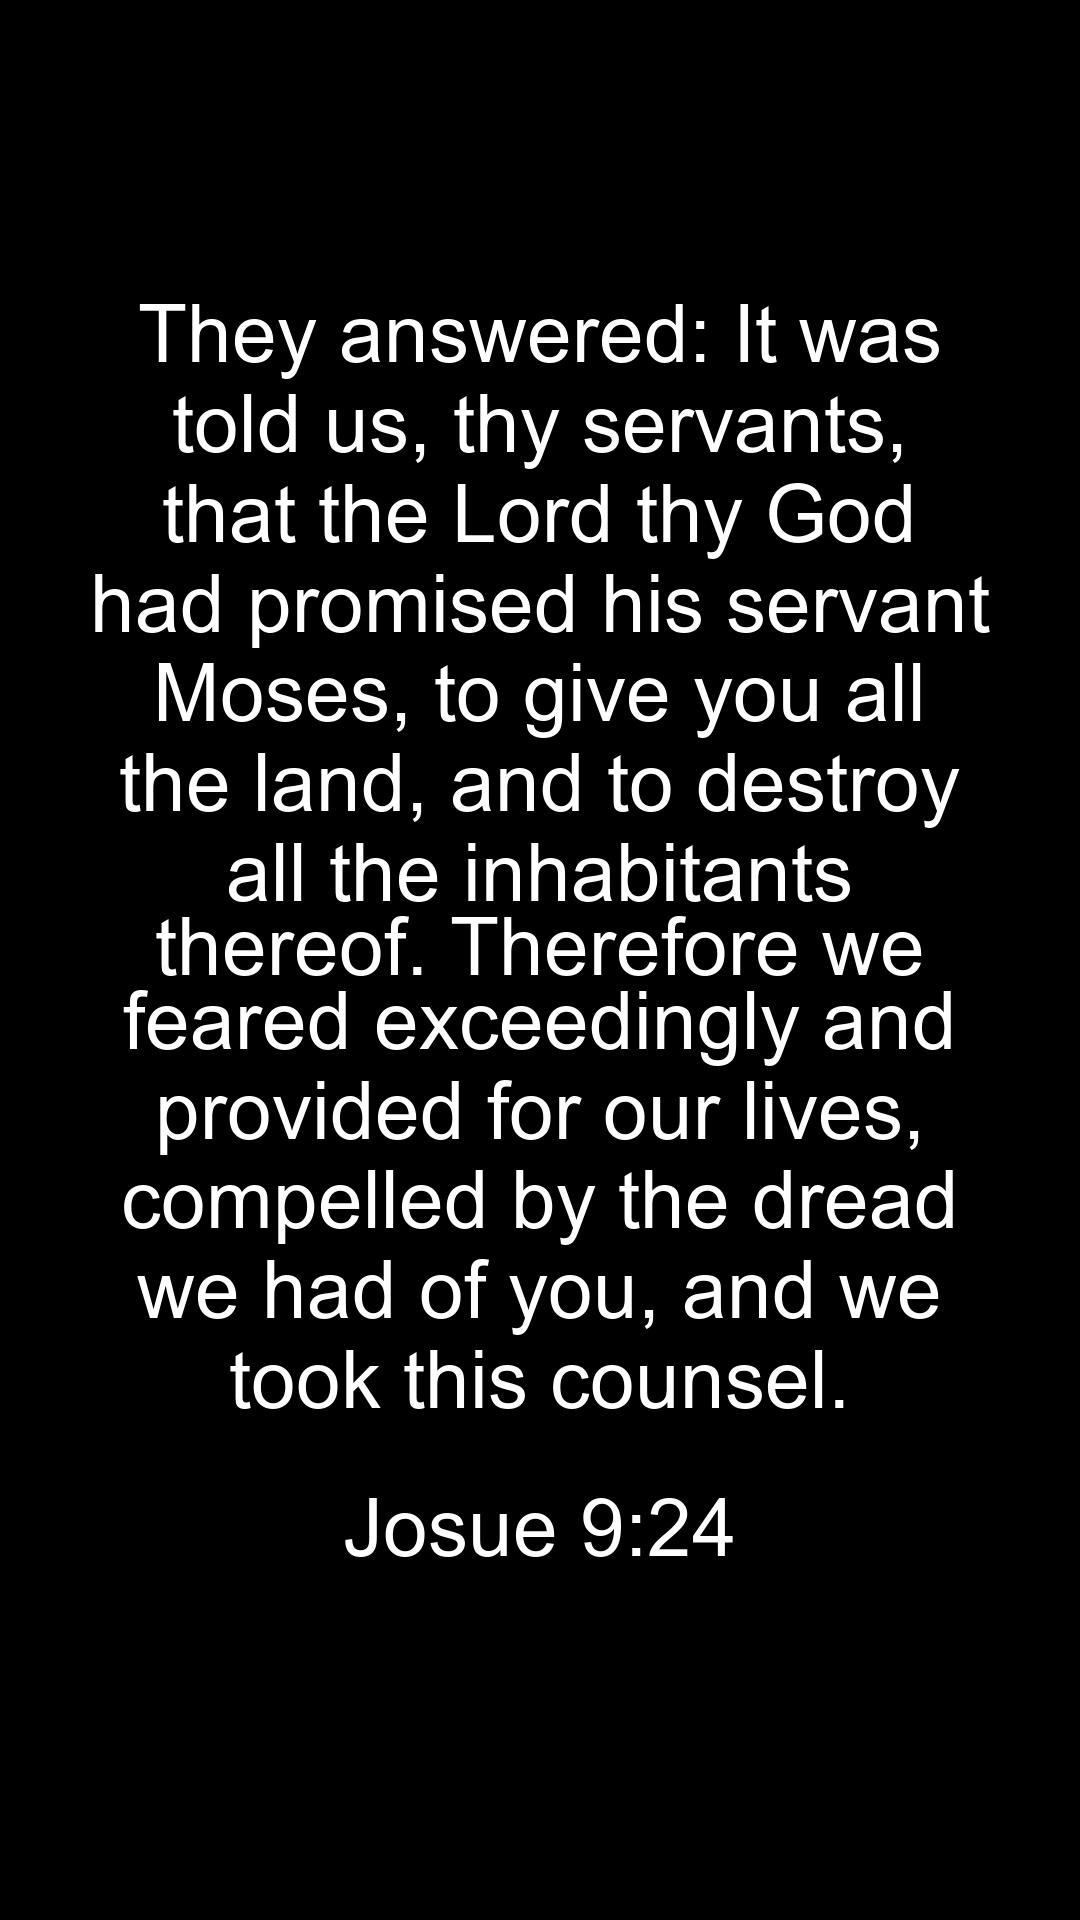 They answered: It was
told us, thy servants,
that the Lord thy God
had promised his servant
Moses, to give you all
the land, and to destroy
all the inhabitants
thereof. Therefore we
feared exceedingly and
provided for our lives,
compelled by the dread
we had of you, and we
took this counsel.
Josue 9:24